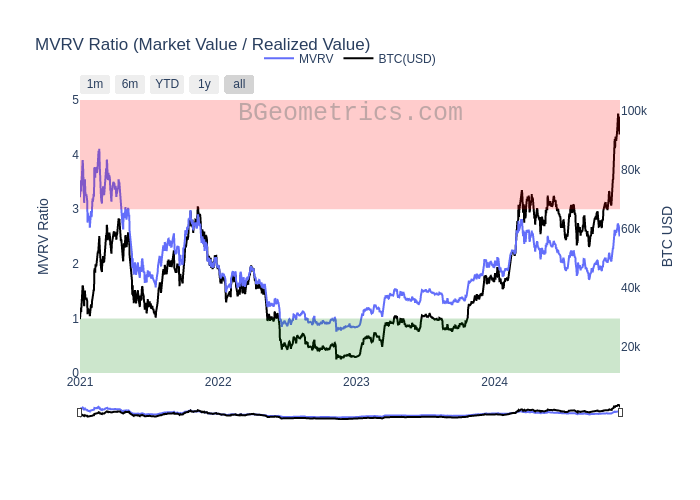 MVRV Ratio (Market Value / Realized Value)
MVRV BTC(USD)
1m 6m YTD 1y all
BGeometrics.com
MVRV Ratio
5
4
3
2
1
0
100k
80k
60k
40k
20k
BTC USD
2021 2022 2023 2024